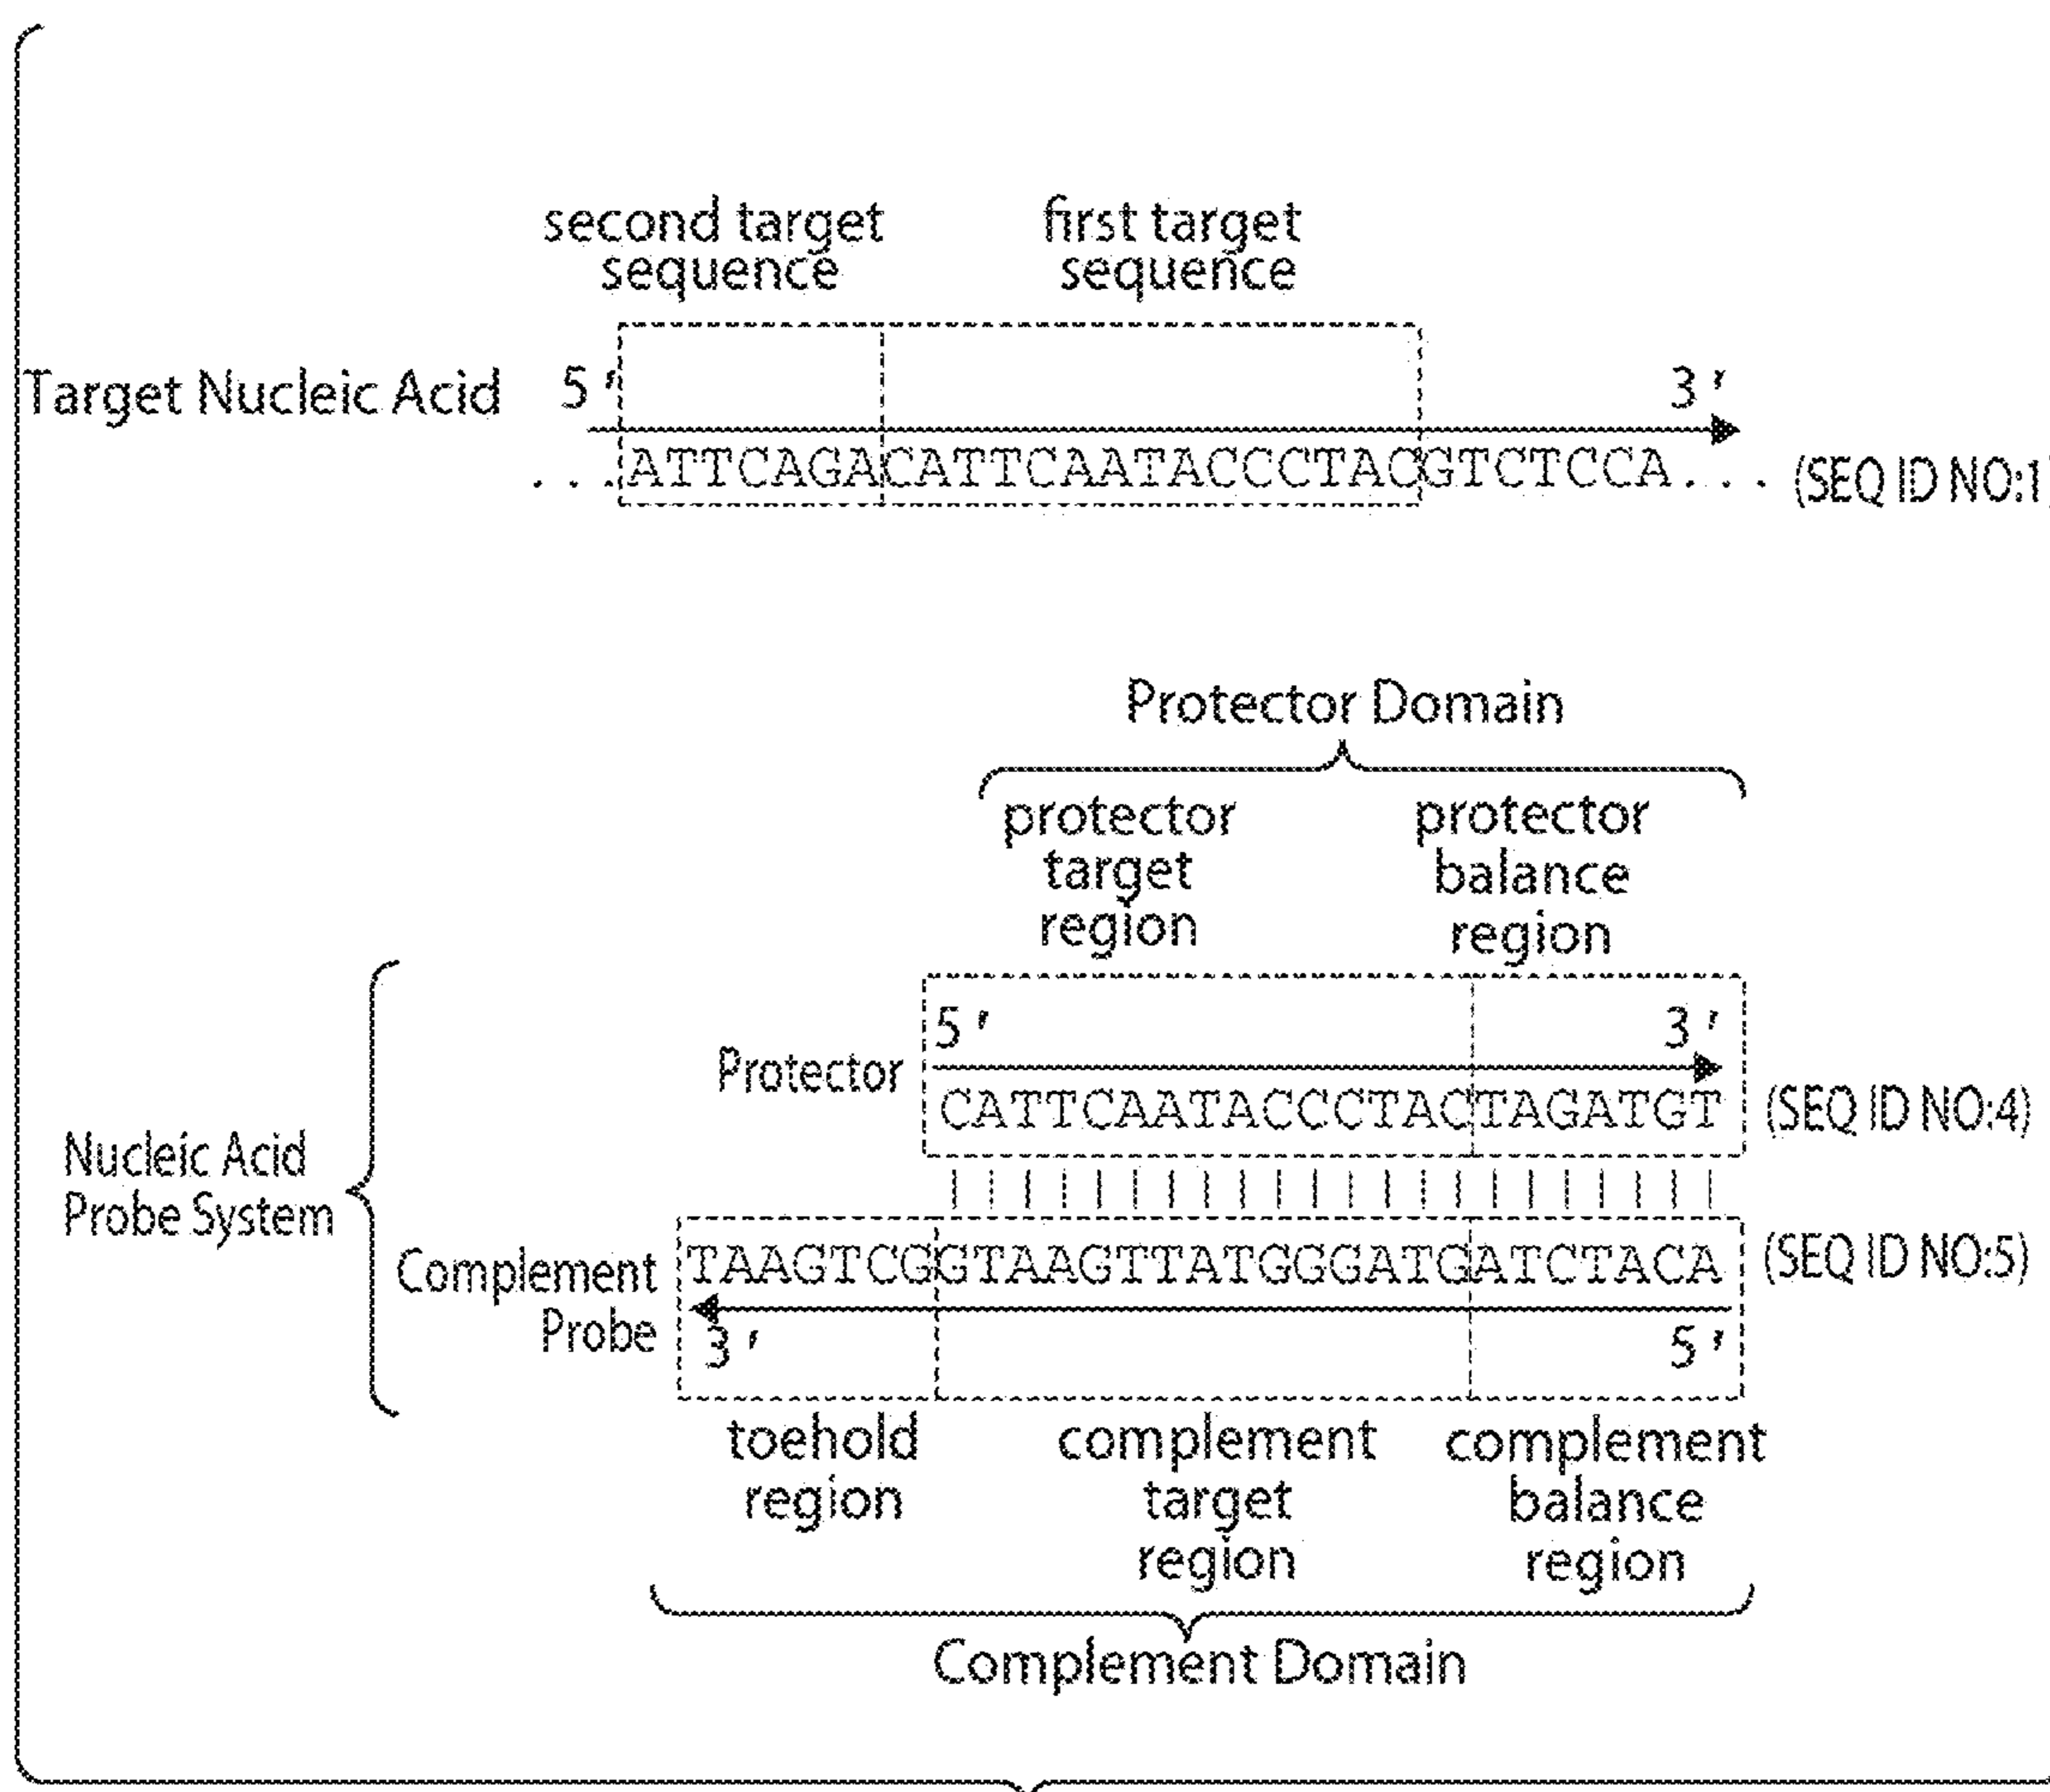 second target
sequence
first target
sequence
Target Nucleic Acid
5'
3'
...ATTCAGACATTCAATACCCTACGTCTCCA...
(SEQ ID NO:1)
Protector Domain
protector
target
region
protector
balance
region
5'
3'
Protector
CATTCAATACCCTACTAGATGT
(SEQ ID NO:4)
Nucleic Acid
Probe System
Complement
Probe
TAAGTCGGTAAGTTATGGGATGATCTACA
(SEQ ID NO:5)
3'
5'
toehold
region
complement
target
region
complement
balance
region
Complement Domain